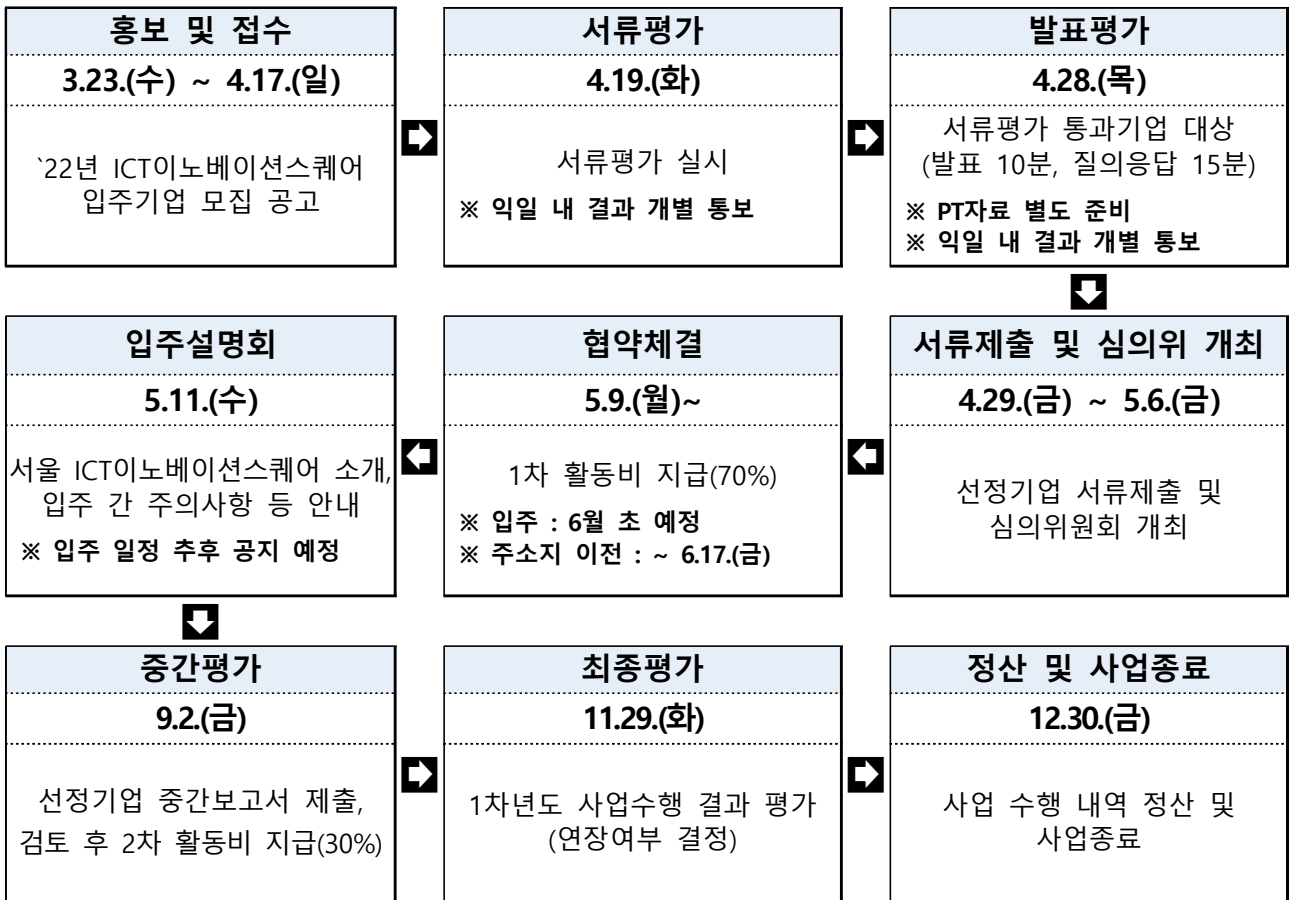 홍보 및 접수
3.23.(수) ~ 4.17.(일)
`22년 ICT이노베이션스퀘어
입주기업 모집 공고
서류평가
4.19.(화)
서류평가 실시
※ 익일 내 결과 개별 통보
발표평가
4.28.(목)
서류평가 통과기업 대상
(발표 10분, 질의응답 15분)
※ PT자료 별도 준비
※ 익일 내 결과 개별 통보
서류제출 및 심의위 개최
4.29.(금) ~ 5.6.(금)
선정기업 서류제출 및
심의위원회 개최
협약체결
5.9.(월)~
1차 활동비 지급(70%)
※ 입주 : 6월 초 예정
※ 주소지 이전 : ~ 6.17.(금)
입주설명회
5.11.(수)
서울 ICT이노베이션스퀘어 소개,
입주 간 주의사항 등 안내
※ 입주 일정 추후 공지 예정
중간평가
9.2.(금)
선정기업 중간보고서 제출,
검토 후 2차 활동비 지급(30%)
최종평가
11.29.(화)
1차년도 사업수행 결과 평가
(연장여부 결정)
정산 및 사업종료
12.30.(금)
사업 수행 내역 정산 및
사업종료